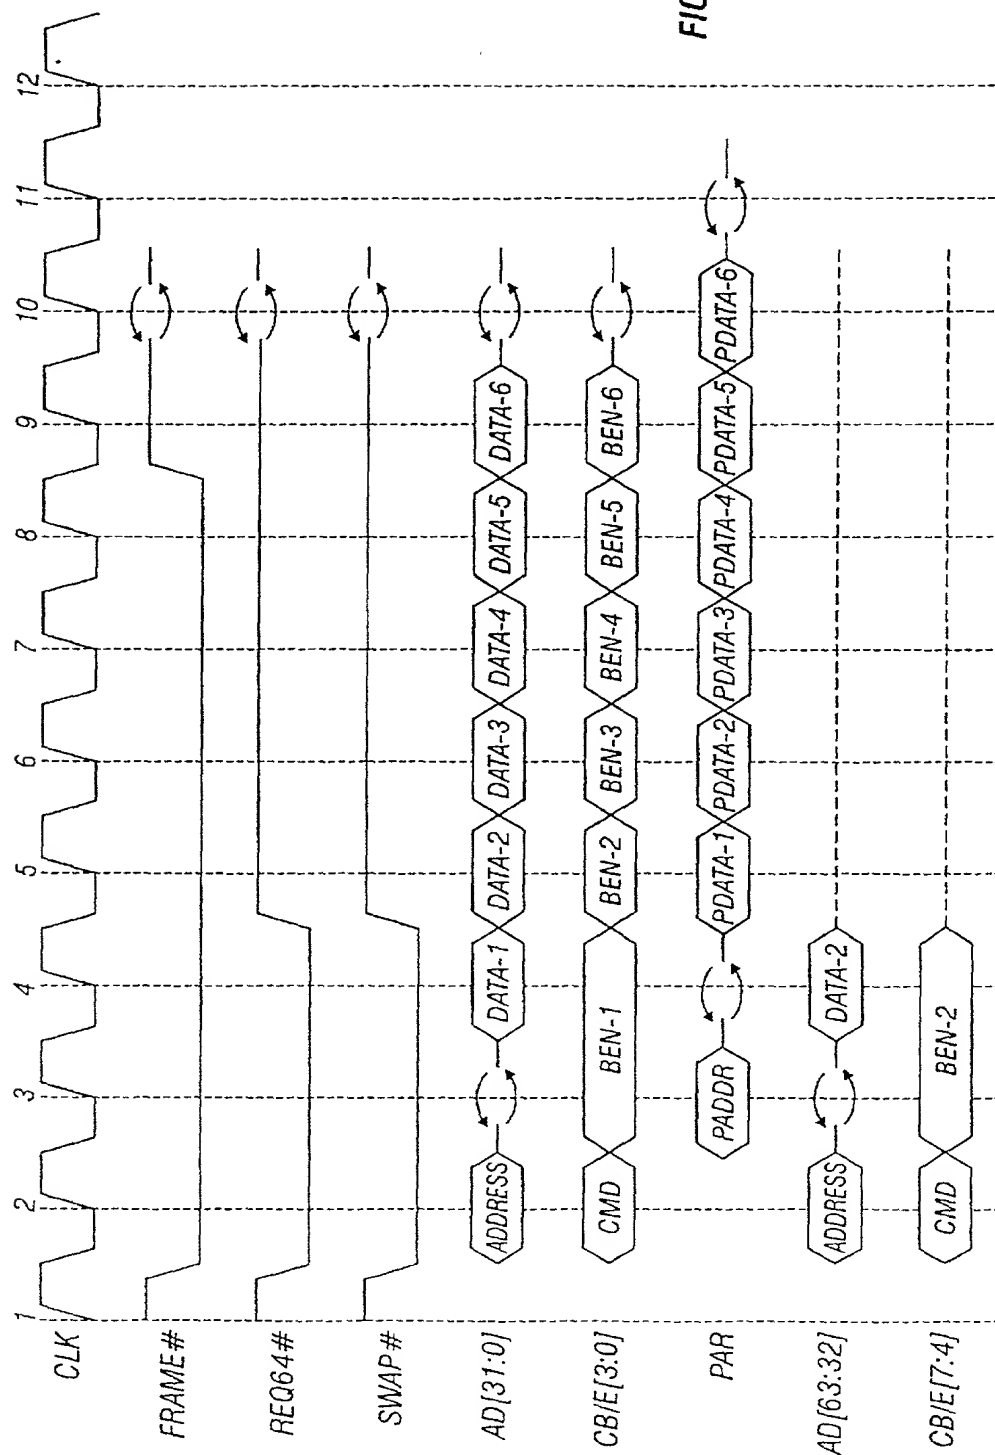 FIG
1 2 3 4 5 6 7 8 9 10 11 12
CLK
FRAME#
REQ64#
SWAP#
AD[31:0] ADDRESS DATA-1 DATA-2 DATA-3 DATA-4 DATA-5 DATA-6
CB/E[3:0] CMD BEN-1 BEN-2 BEN-3 BEN-4 BEN-5 BEN-6
PAR PADDR PDATA-1 PDATA-2 PDATA-3 PDATA-4 PDATA-5 PDATA-6
AD[63:32] ADDRESS DATA-2
CB/E[7:4] CMD BEN-2